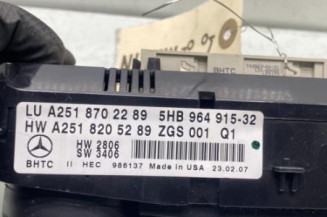 BHTC
LU A251 870 22 89 5HB 964 915-32
HW A251 820 52 89 ZGS 001 Q1
HW 2806
SW 3406
BHTC II HEC 986137 Made in USA 23.02.07